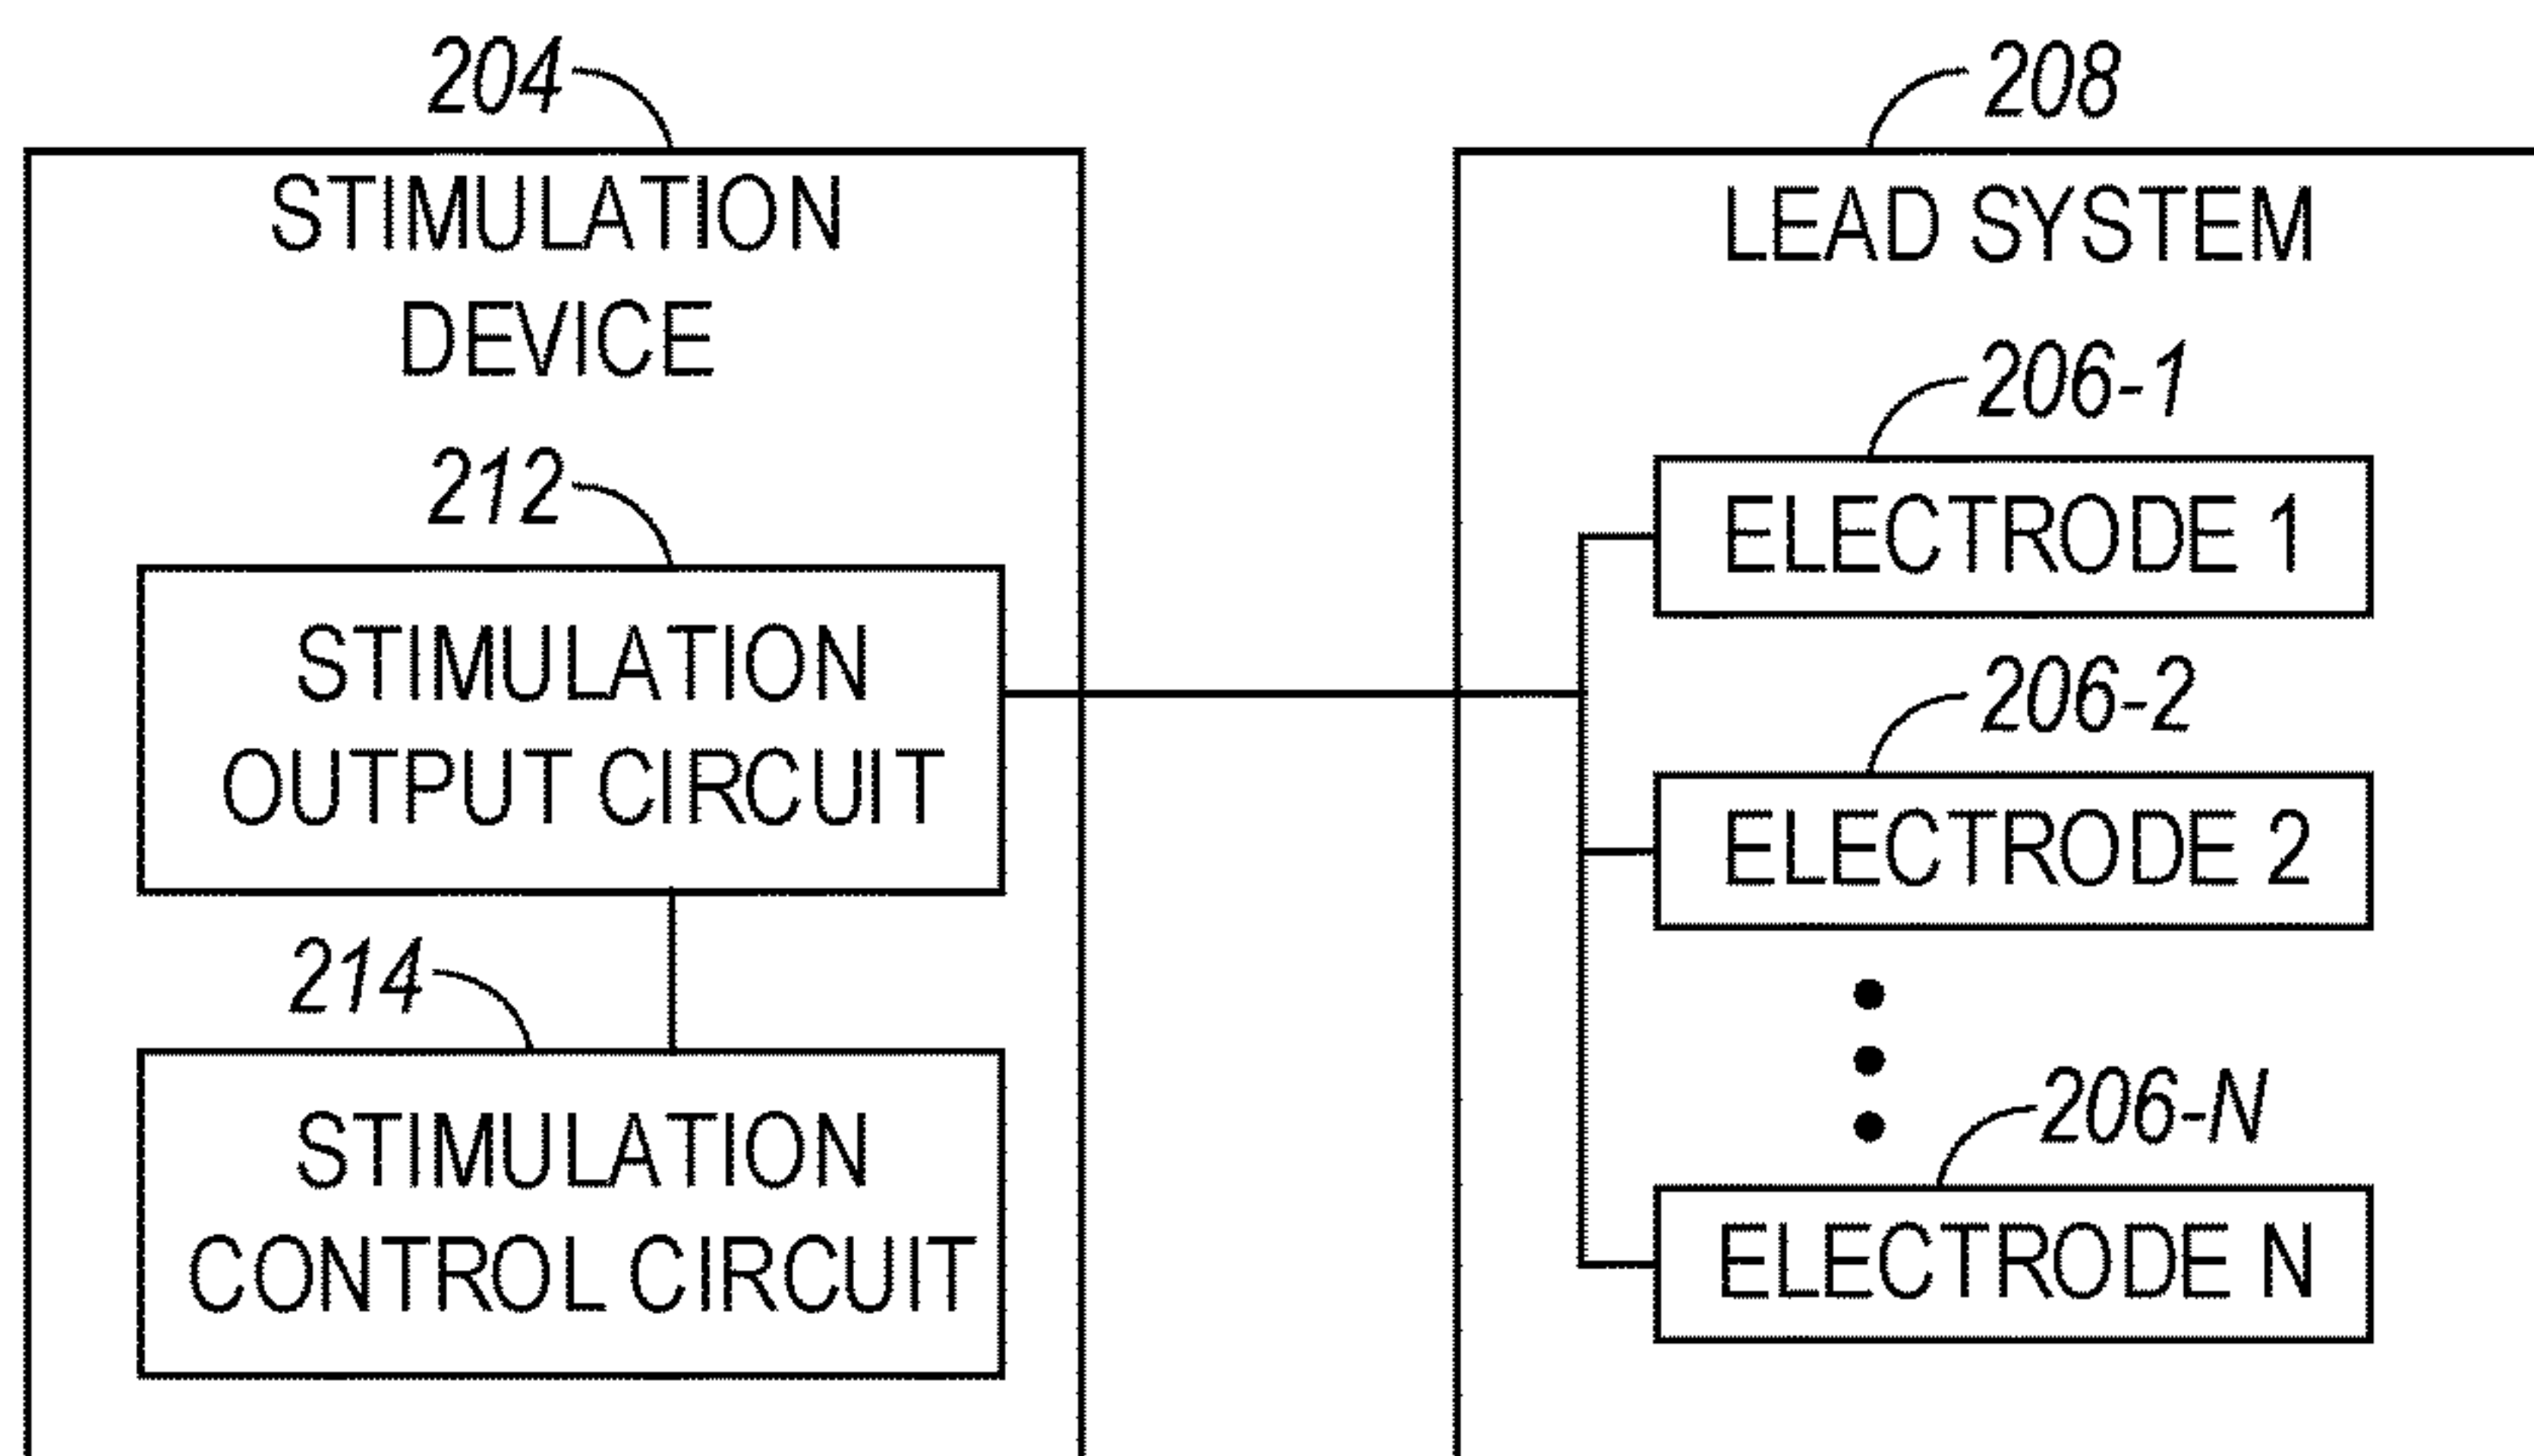 204
STIMULATION
DEVICE
212
STIMULATION
OUTPUT CIRCUIT
214
STIMULATION
CONTROL CIRCUIT
208
LEAD SYSTEM
206-1
ELECTRODE 1
206-2
ELECTRODE 2
206-N
ELECTRODE N